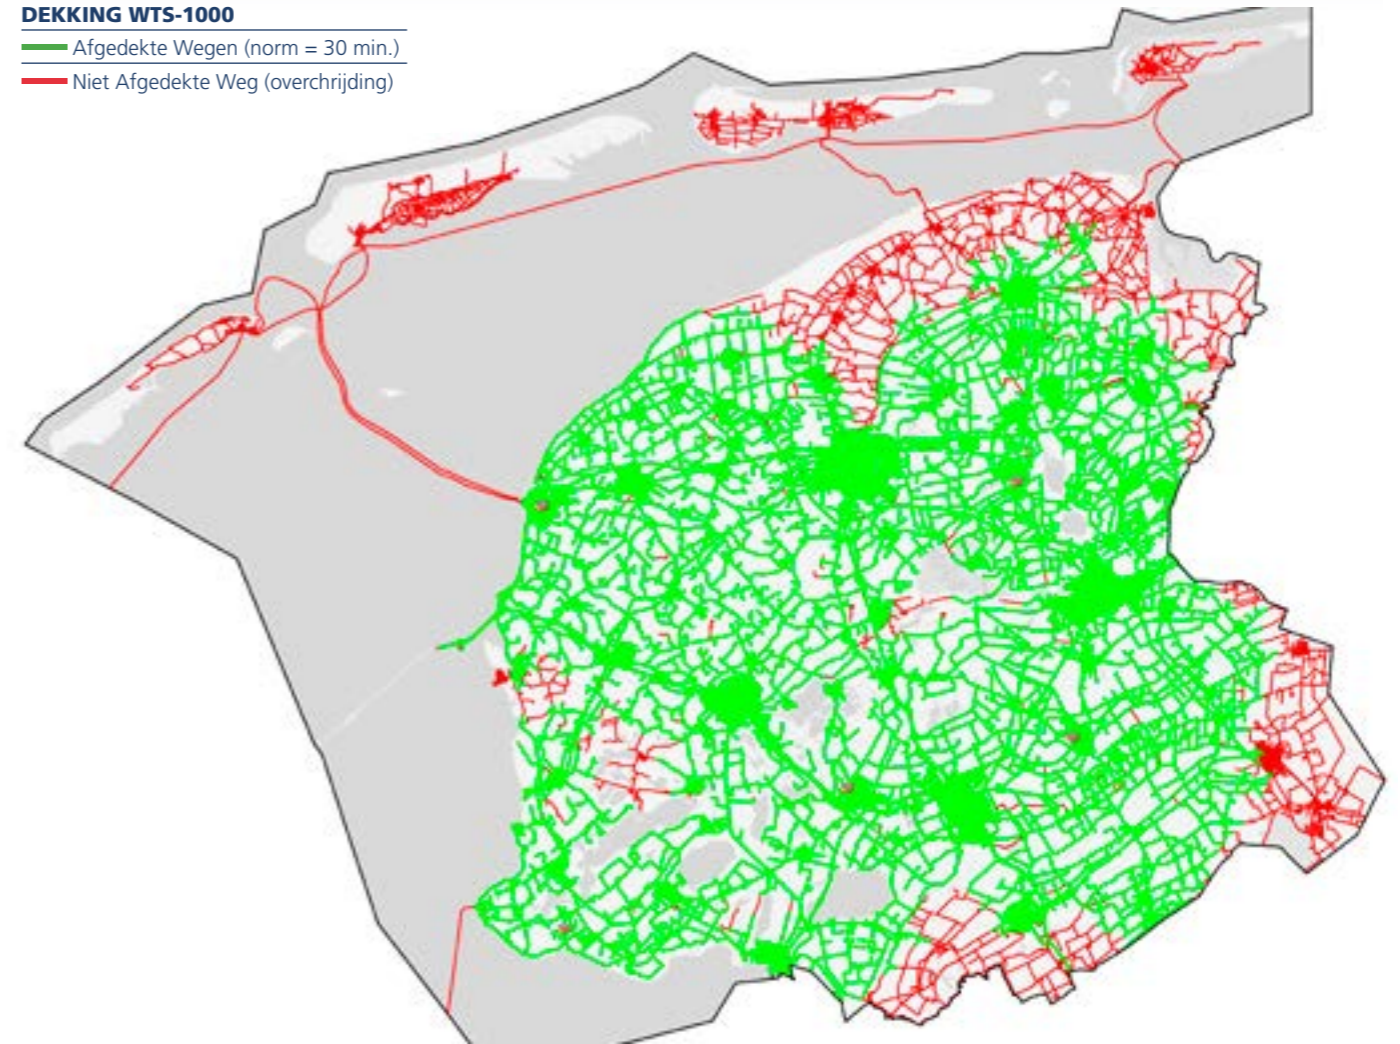 DEKKING WTS-1000
Afgedekte Wegen (norm = 30 min.)
Niet Afgedekte Weg (overchrijding)